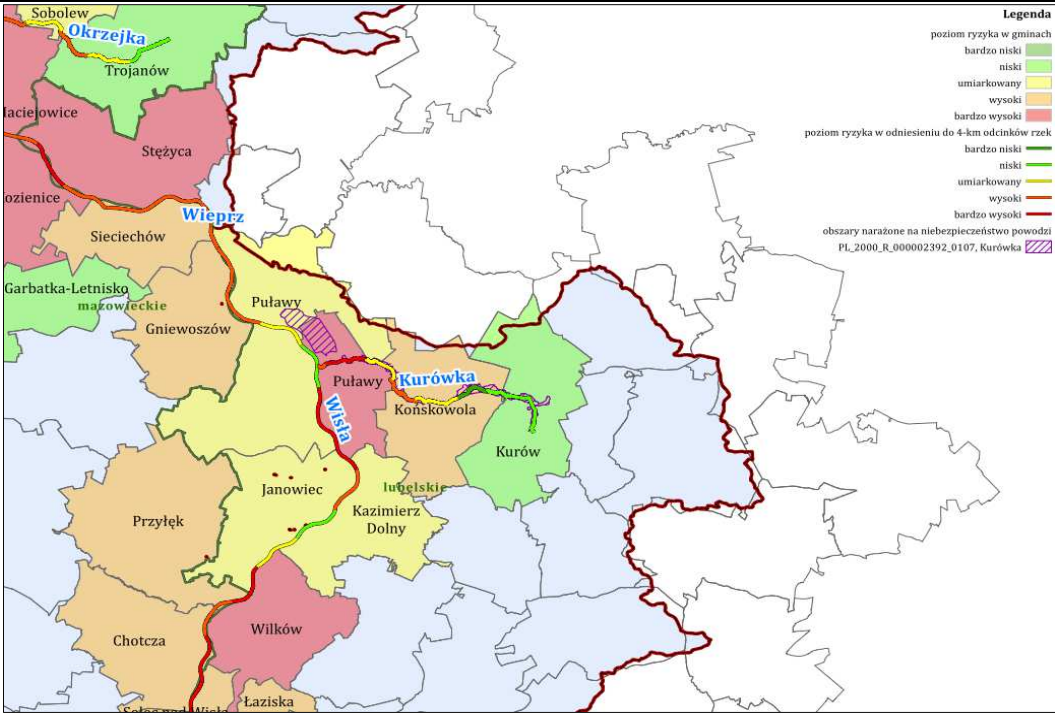 Sobolew
Okrzejka
Trojanów
Maciejowice
Stężyca
Kozienice
Wieprz
Sieciechów
Garbatka-Letnisko
mazowieckie
Gniewoszów
Puławy
Puławy
Kurówka
Końskowola
Wisła
Kurów
Janowiec
lubelskie
Kazimierz
Dolny
Przyłęk
Wilków
Chotcza
Łaziska
Solec nad Wisłą
Legenda
poziom ryzyka w gminach
bardzo niski
niski
umiarkowany
wysoki
bardzo wysoki
poziom ryzyka w odniesieniu do 4-km odcinków rzek
bardzo niski
niski
umiarkowany
wysoki
bardzo wysoki
obszary narażone na niebezpieczeństwo powodzi
PL_2000_R_000002392_0107, Kurówka